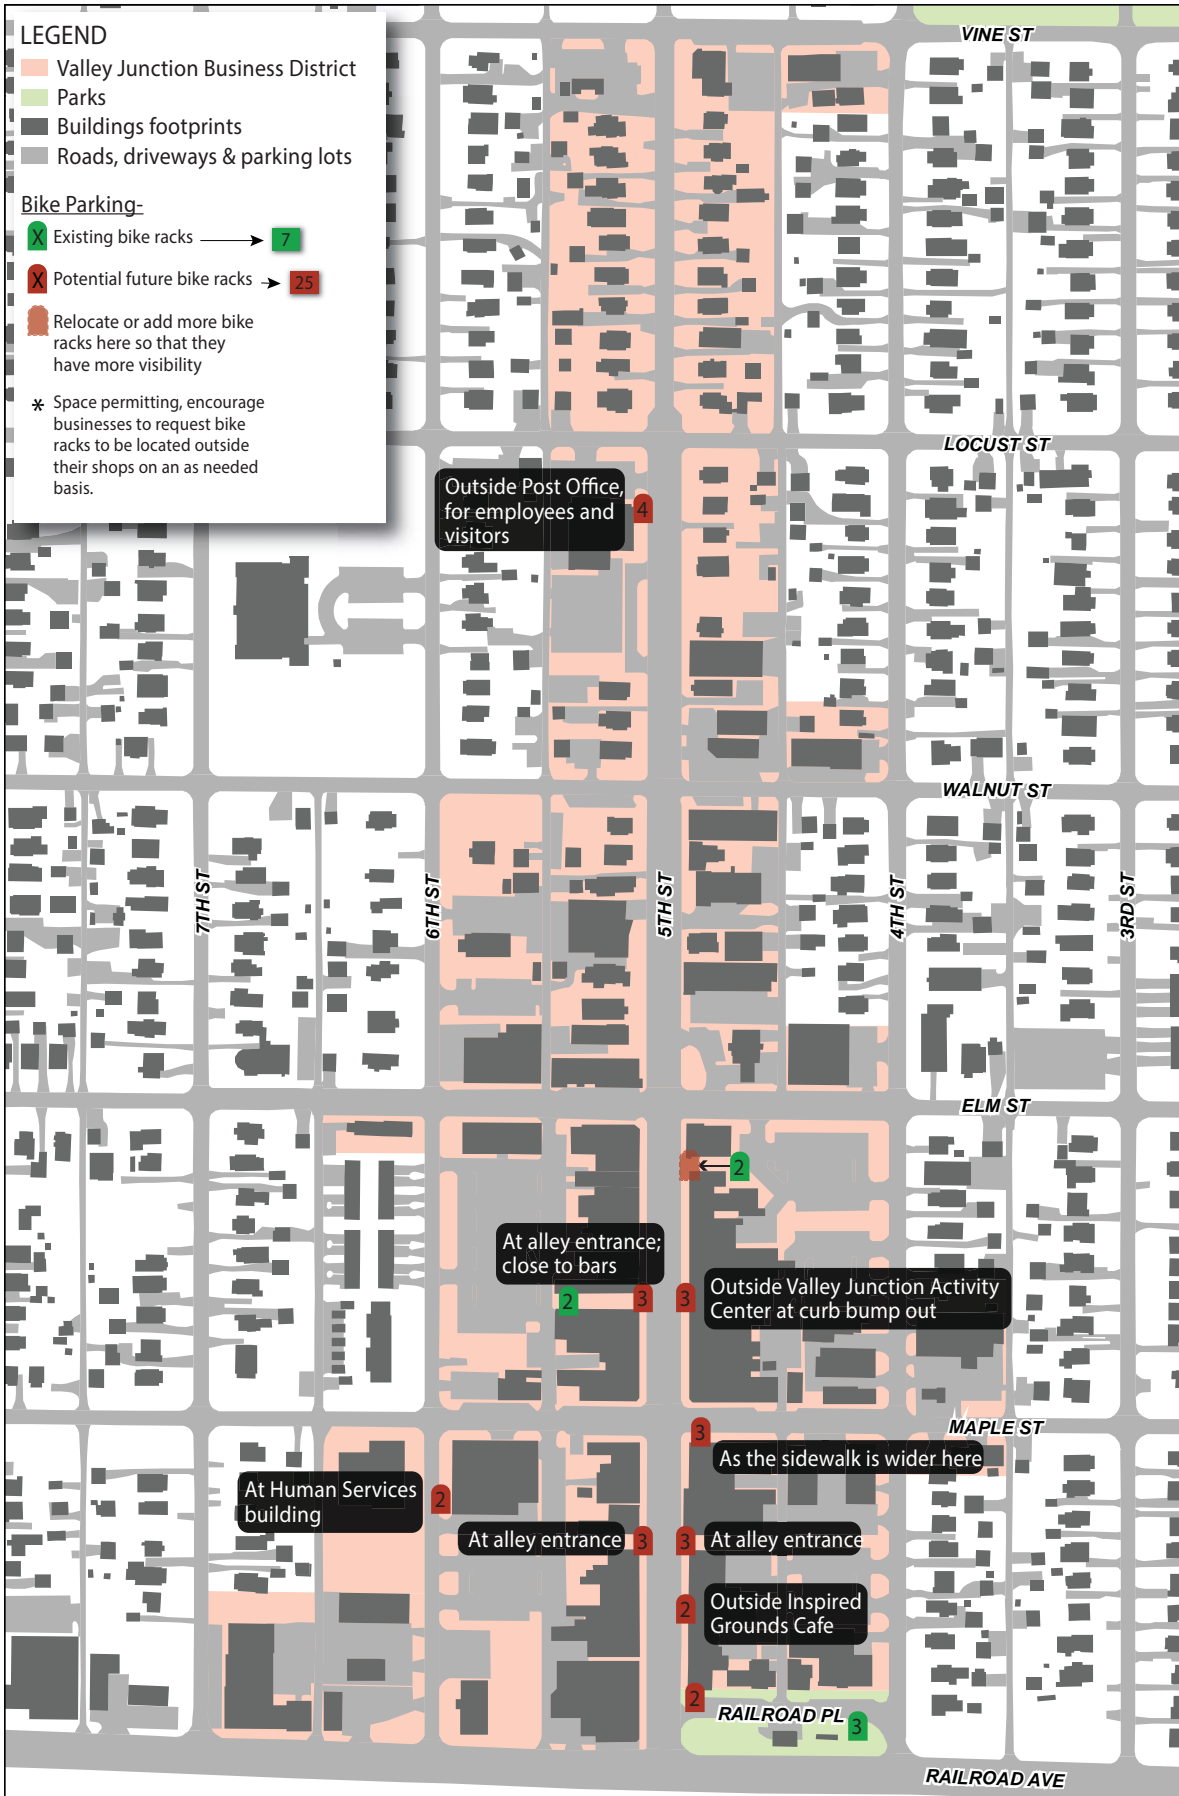 LEGEND
Valley Junction Business District
Parks
Buildings footprints
Roads, driveways & parking lots
Bike Parking-
X Existing bike racks 7
X Potential future bike racks 25
Relocate or add more bike
racks here so that they
have more visibility
* Space permitting, encourage
businesses to request bike
racks to be located outside
their shops on an as needed
basis.
VINE ST
LOCUST ST
Outside Post Office,
for employees and
visitors
4
WALNUT ST
7TH ST
6TH ST
5TH ST
4TH ST
3RD ST
ELM ST
2
At alley entrance;
close to bars
2
3
3
Outside Valley Junction Activity
Center at curb bump out
MAPLE ST
3
As the sidewalk is wider here
At Human Services
building
2
At alley entrance
3
3
At alley entrance
2
Outside Inspired
Grounds Cafe
2
RAILROAD PL
3
RAILROAD AVE